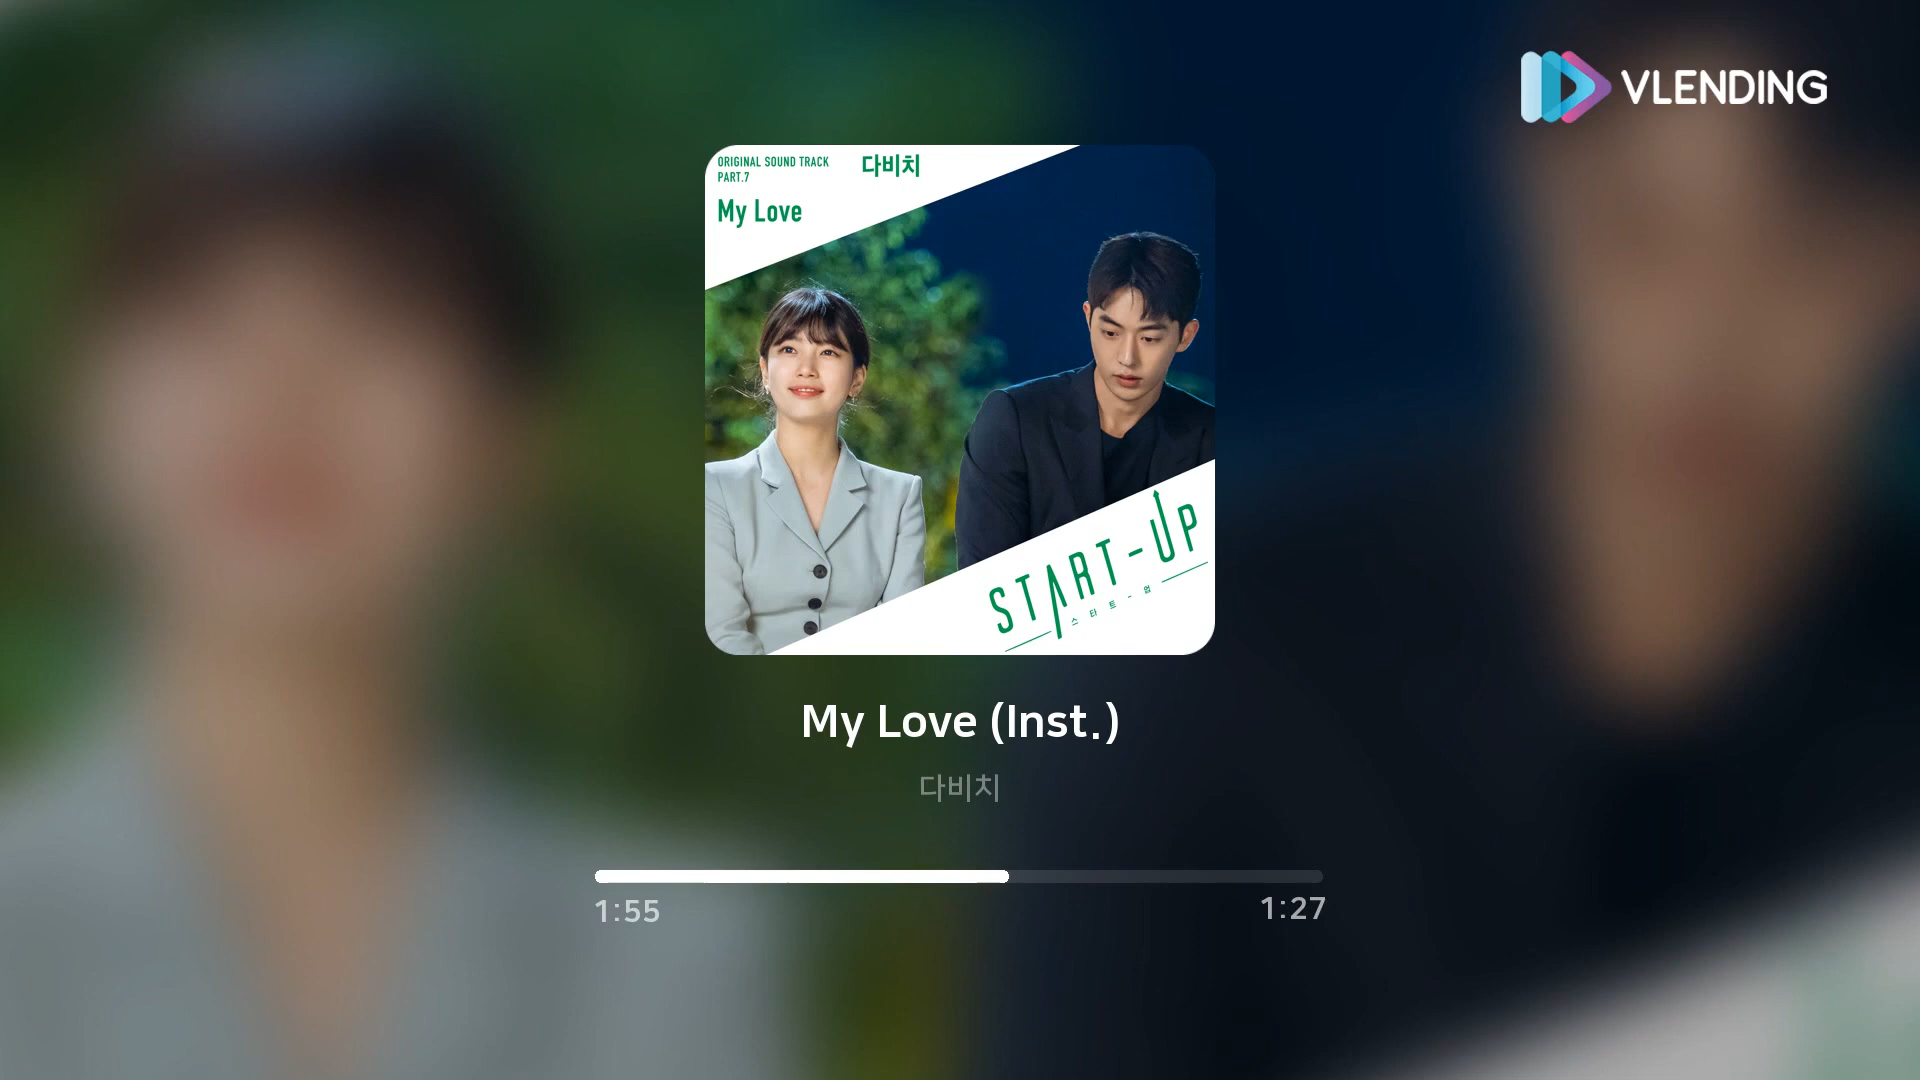 VLENDING
ORIGINAL SOUND TRACK
PART.7
다비치
My Love
START-UP
스타트-업
My Love (Inst.)
다비치
1:55
1:27